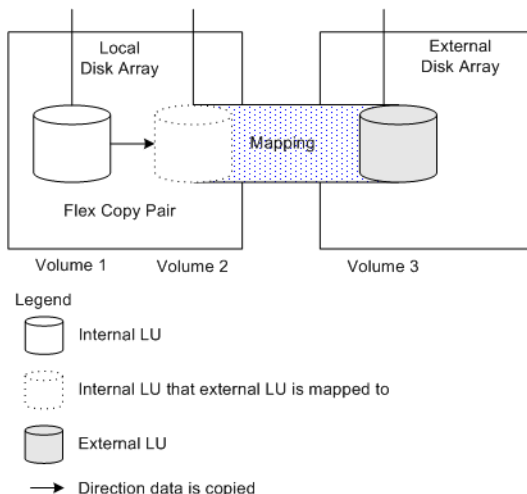 Local
Disk Array
External
Disk Array
Mapping
Flex Copy Pair
Volume 1
Volume 2
Volume 3
Legend
Internal LU
Internal LU that external LU is mapped to
External LU
Direction data is copied